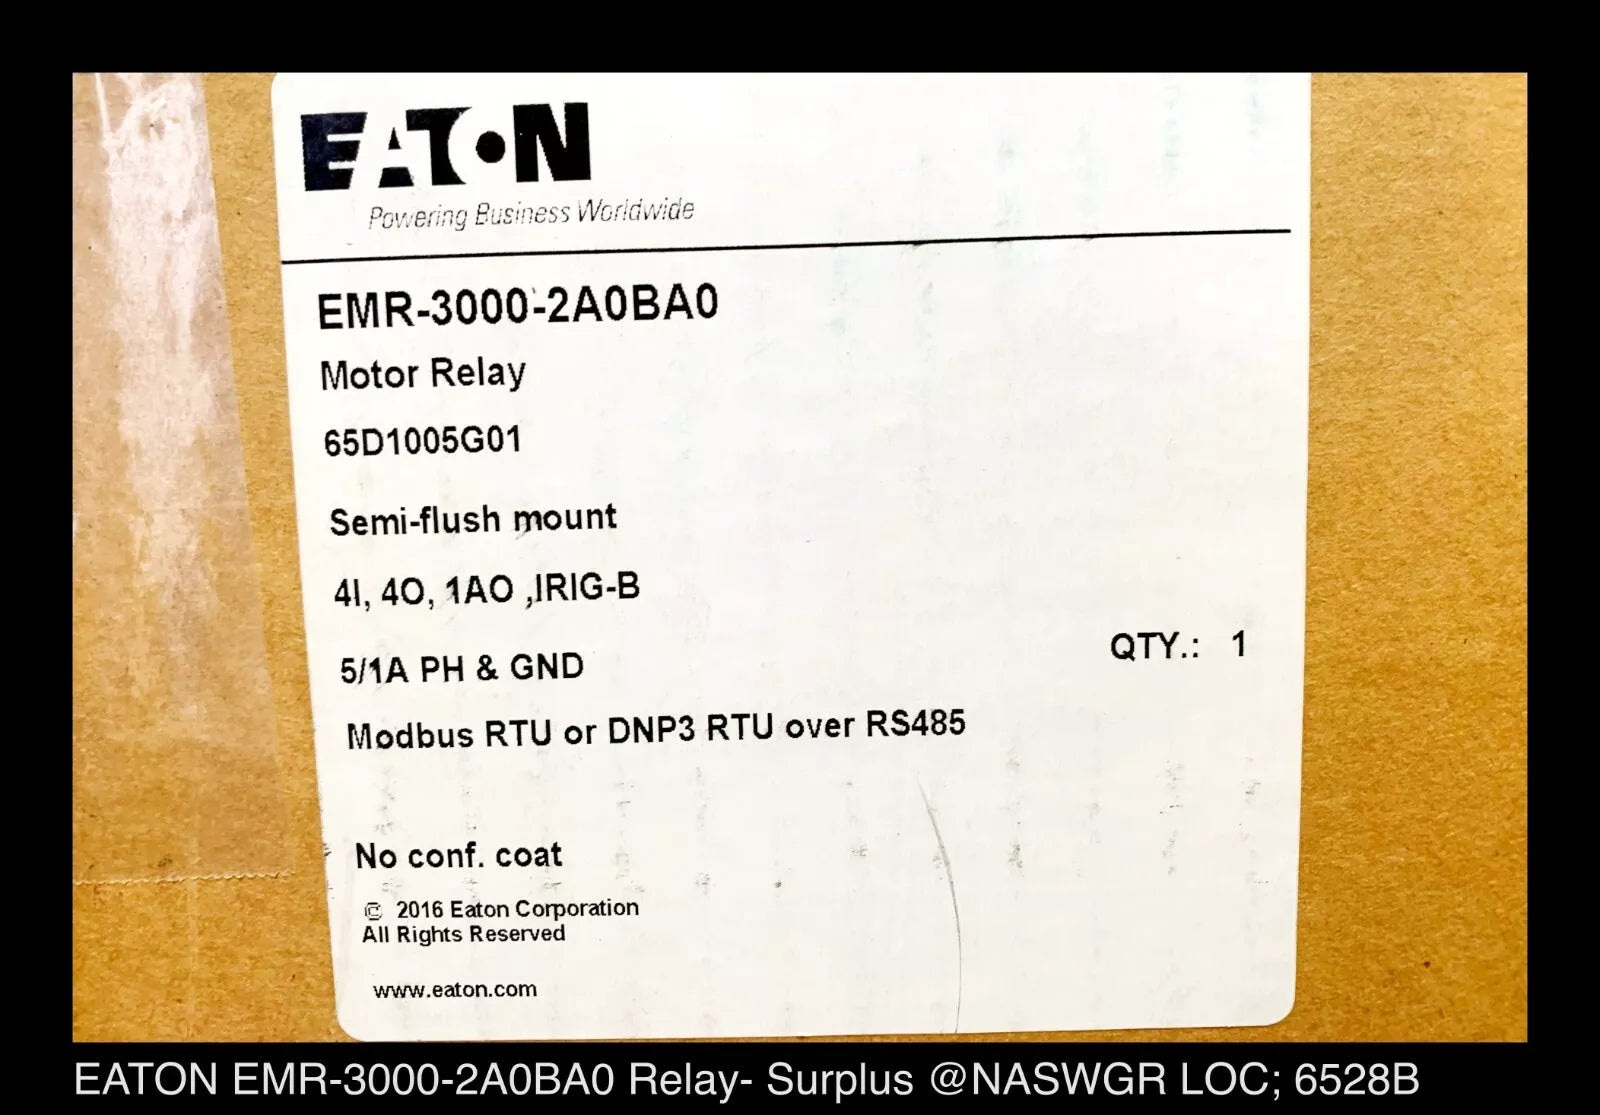 EATON
Powering Business Worldwide
EMR-3000-2A0BA0
Motor Relay
65D1005G01
Semi-flush mount
4I, 4O, 1AO ,IRIG-B
5/1A PH & GND
QTY.: 1
Modbus RTU or DNP3 RTU over RS485
No conf. coat
© 2016 Eaton Corporation
All Rights Reserved
www.eaton.com
EATON EMR-3000-2A0BA0 Relay- Surplus @NASWGR LOC; 6528B